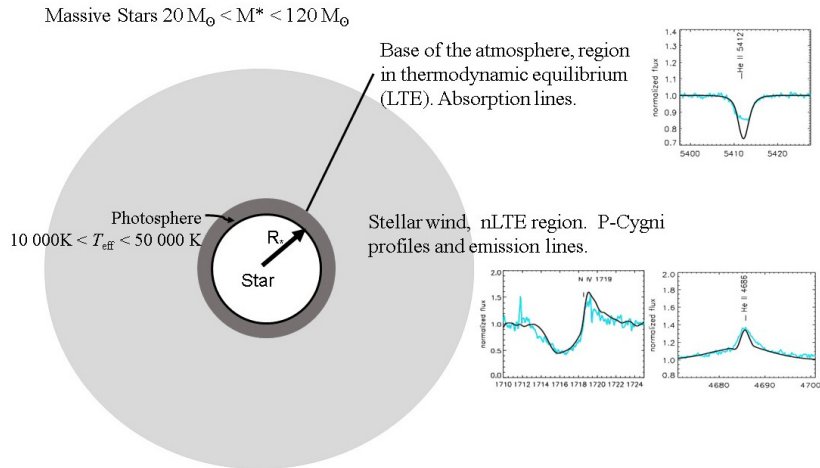 Massive Stars 20 M⊙ < M* < 120 M⊙
Base of the atmosphere, region
in thermodynamic equilibrium
(LTE). Absorption lines.
Photosphere
10 000K < Teff < 50 000 K
R*
Star
Stellar wind, nLTE region. P-Cygni
profiles and emission lines.
1.4
1.3
1.2
1.1
1.0
0.9
0.8
0.7
normalized flux
He II 5412
5400 5410 5420
N IV 1719
2.0
1.5
1.0
0.5
0.0
normalized flux
1710 1712 1714 1716 1718 1720 1722 1724
He II 4686
2.0
1.8
1.6
1.4
1.2
1.0
0.8
normalized flux
4680 4690 4700